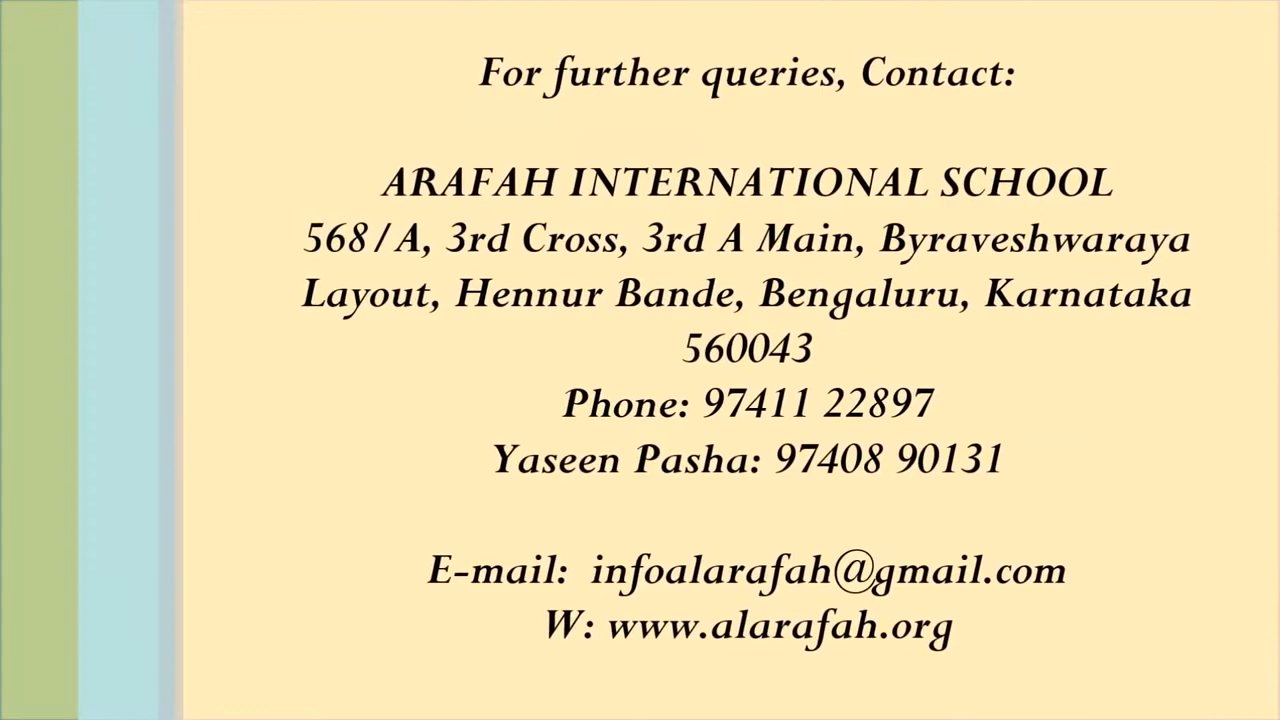 For further queries, Contact:
ARAFAH INTERNATIONAL SCHOOL
568/A, 3rd Cross, 3rd A Main, Byraveshwaraya
Layout, Hennur Bande, Bengaluru, Karnataka
560043
Phone: 97411 22897
Yaseen Pasha: 97408 90131
E-mail: infoalarafah@gmail.com
W: www.alarafah.org